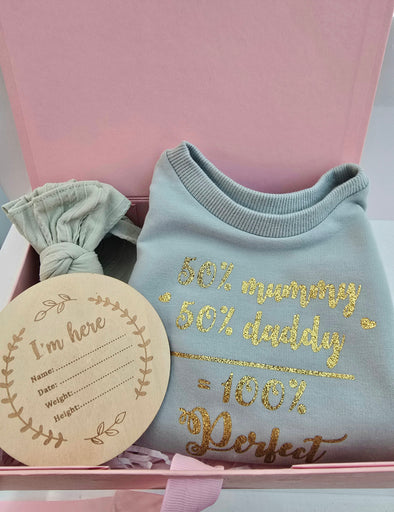 I'm here
Name:
Date:
Weight:
Height:
50% mummy
50% daddy
= 100%
Perfect